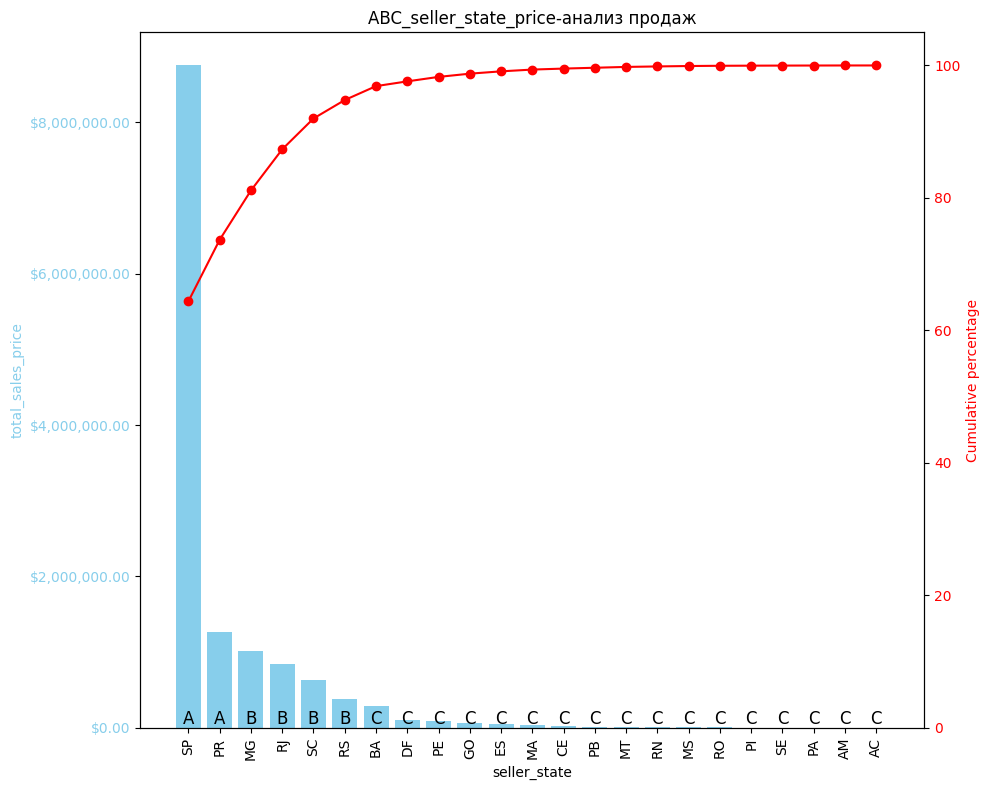 ABC_seller_state_price-анализ продаж
total_sales_price
$8,000,000.00
$6,000,000.00
$4,000,000.00
$2,000,000.00
$0.00
100
80
60
40
20
0
Cumulative percentage
A A B B B B C C C C C C C C C C C C C C C C C
SP PR MG RJ SC RS BA DF PE GO ES MA CE PB MT RN MS RO PI SE PA AM AC
seller_state